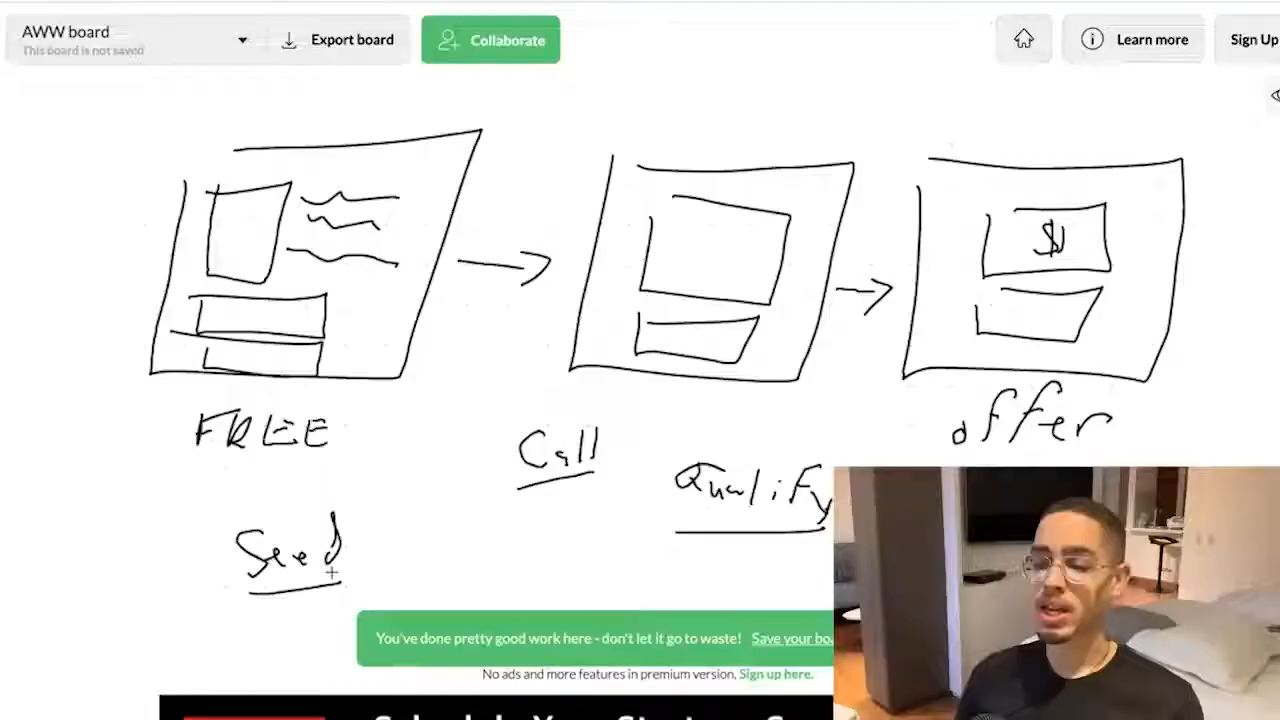 AWW board
This board is not saved
Export board
Collaborate
Learn more
Sign Up
$
FREE
Call
Qualify
offer
Seed
You've done pretty good work here - don't let it go to waste! Save your bo
No ads and more features in premium version. Sign up here.